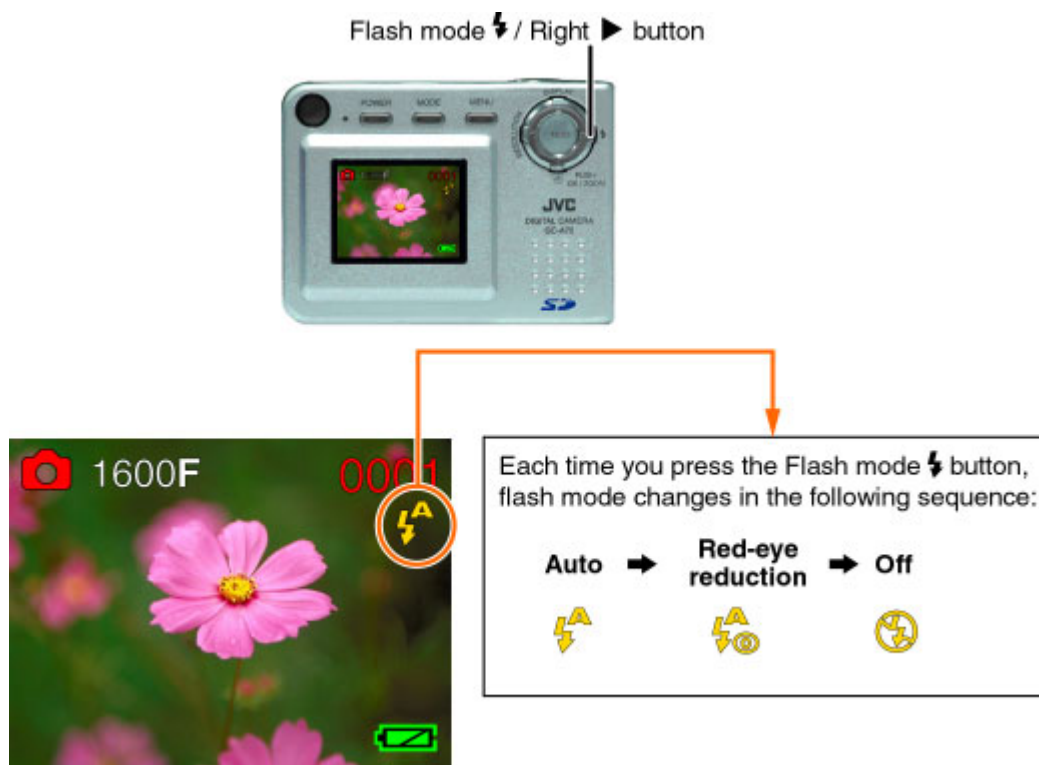 Flash mode / Right ▶ button
DISPLAY
POWER MODE MENU
JVC
DIGITAL CAMERA
SD
1600F 0001
A
Each time you press the Flash mode button,
flash mode changes in the following sequence:
Auto ➡ Red-eye reduction ➡ Off
A A